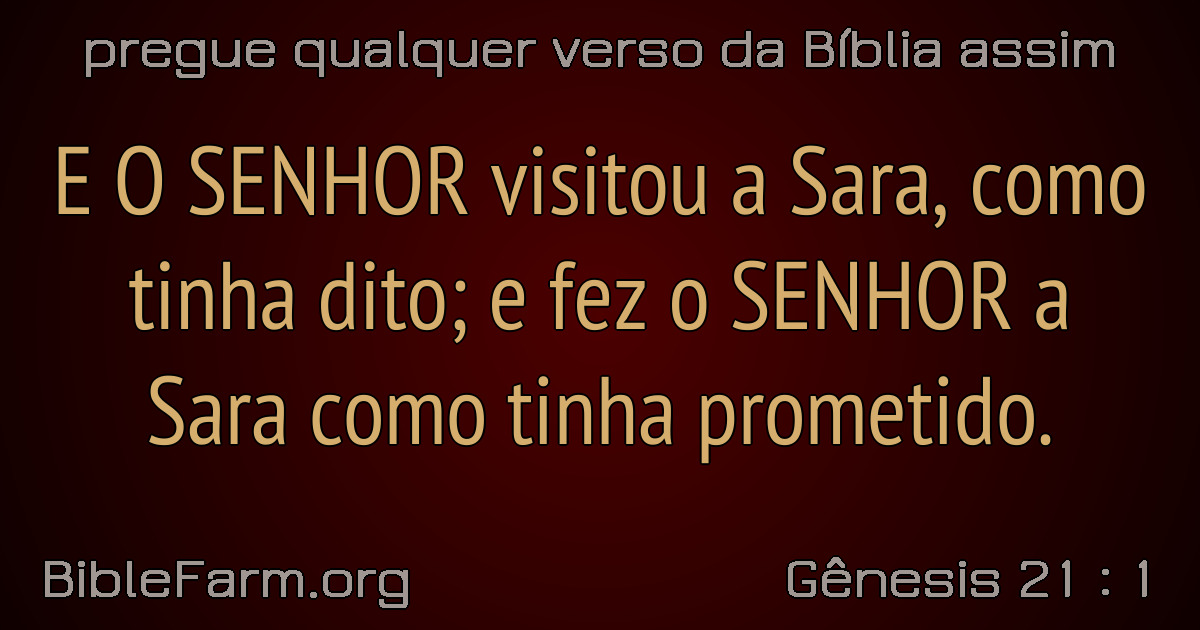 pregue qualquer verso da Bíblia assim
E O SENHOR visitou a Sara, como
tinha dito; e fez o SENHOR a
Sara como tinha prometido.
BibleFarm.org
Gênesis 21 : 1